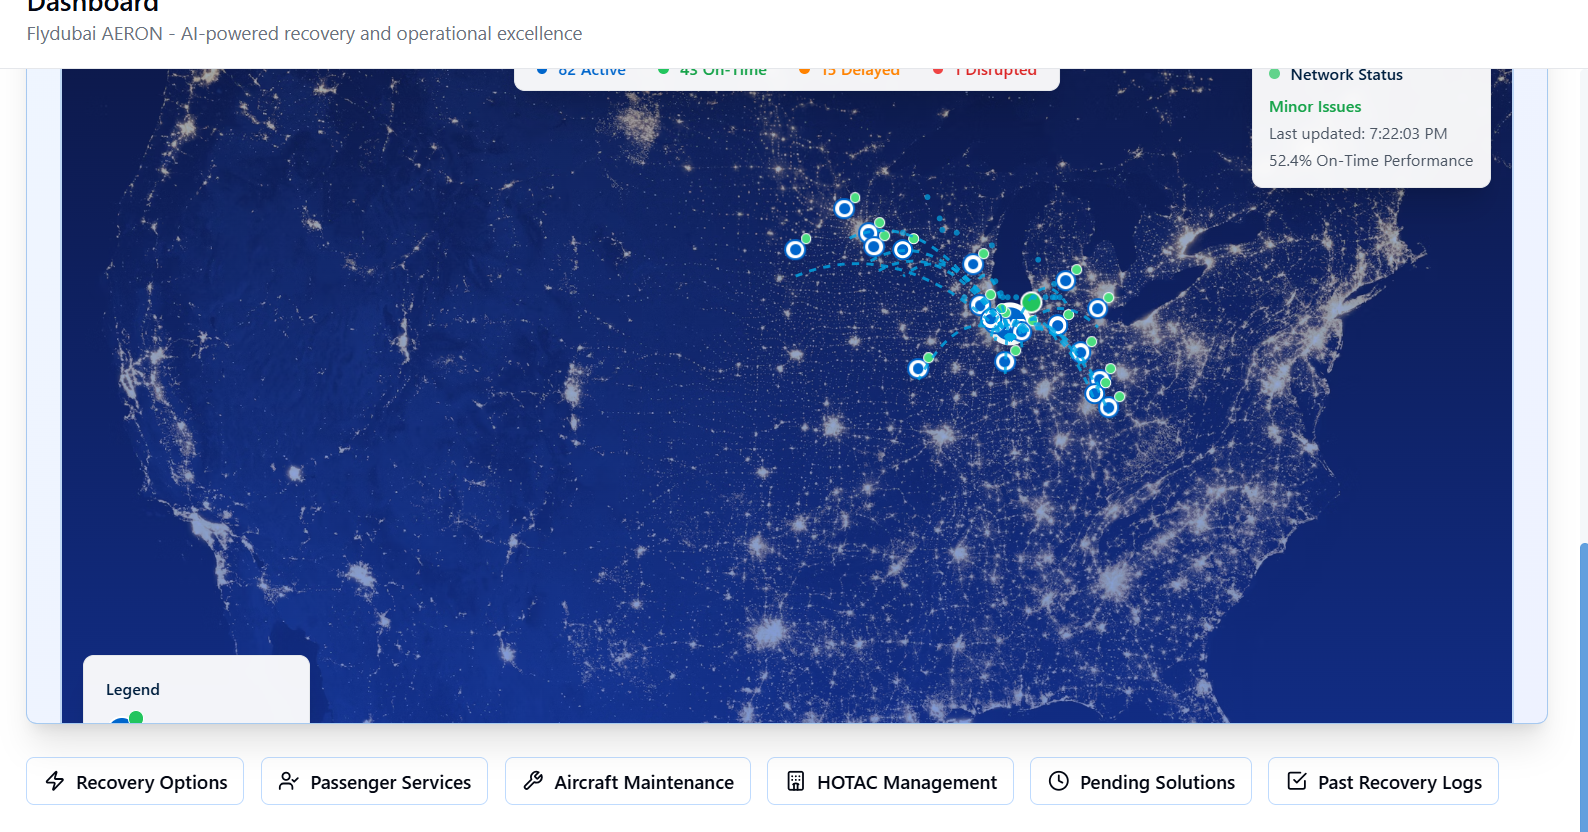 Dashboard
Flydubai AERON - AI-powered recovery and operational excellence
62 Active
43 On-Time
15 Delayed
1 Disrupted
Network Status
Minor Issues
Last updated: 7:22:03 PM
52.4% On-Time Performance
Legend
Recovery Options
Passenger Services
Aircraft Maintenance
HOTAC Management
Pending Solutions
Past Recovery Logs